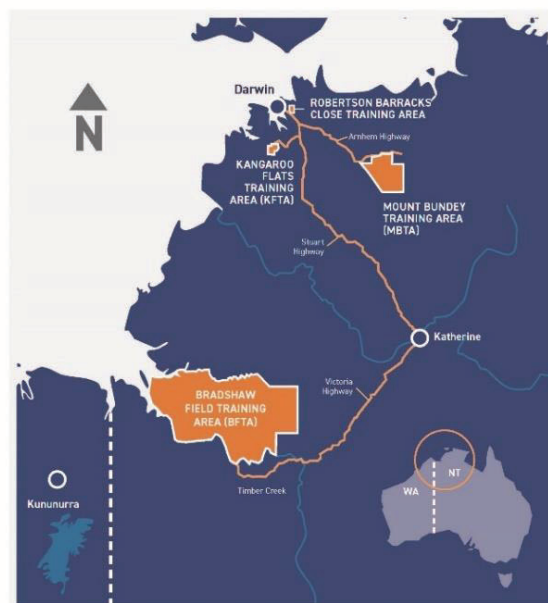 N
Darwin
ROBERTSON BARRACKS
CLOSE TRAINING AREA
Arnhem Highway
KANGAROO
FLATS
TRAINING
AREA (KFTA)
MOUNT BUNDEY
TRAINING AREA
(MBTA)
Stuart
Highway
Katherine
BRADSHAW
FIELD TRAINING
AREA (BFTA)
Victoria
Highway
Timber Creek
Kununurra
WA
NT